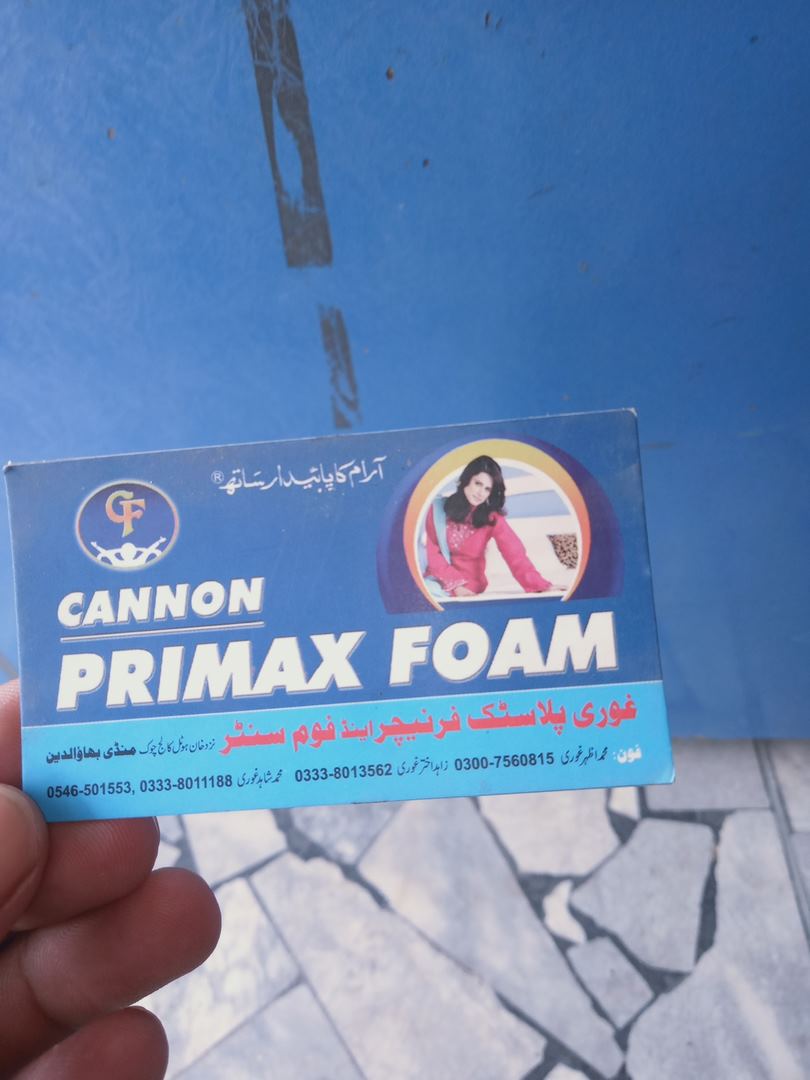 آرام کا پائیدار ساتھ ®
GF
CANNON
PRIMAX FOAM
غوری پلاسٹک فرنیچر اینڈ فوم سنٹر نزد خان ہوٹل کالج چوک منڈی بہاؤالدین
فون: محمد اظہر غوری 0300-7560815 زاہد اختر غوری 0333-8013562 محمد شاہد غوری 0546-501553, 0333-8011188